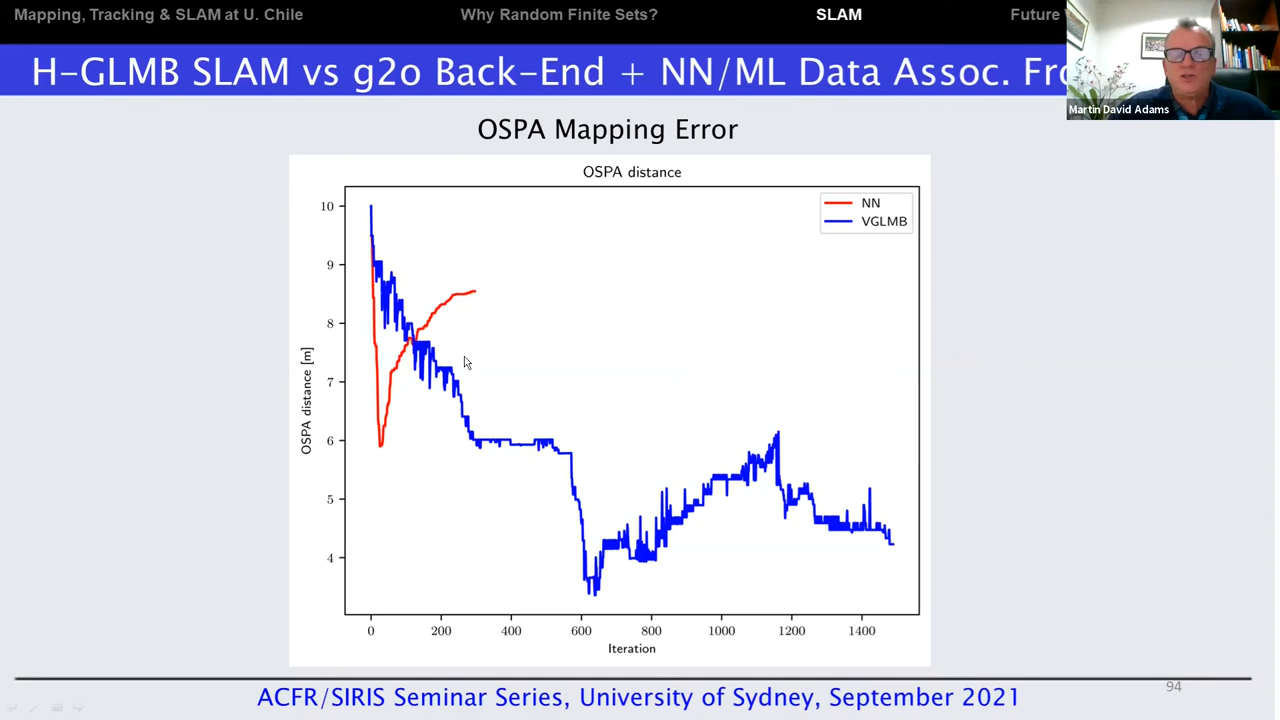 Mapping, Tracking & SLAM at U. Chile
Why Random Finite Sets?
SLAM
Future
H-GLMB SLAM vs g2o Back-End + NN/ML Data Assoc. Fro
Martin David Adams
OSPA Mapping Error
OSPA distance
NN
VGLMB
10
9
8
7
6
5
4
OSPA distance [m]
0 200 400 600 800 1000 1200 1400
Iteration
94
ACFR/SIRIS Seminar Series, University of Sydney, September 2021